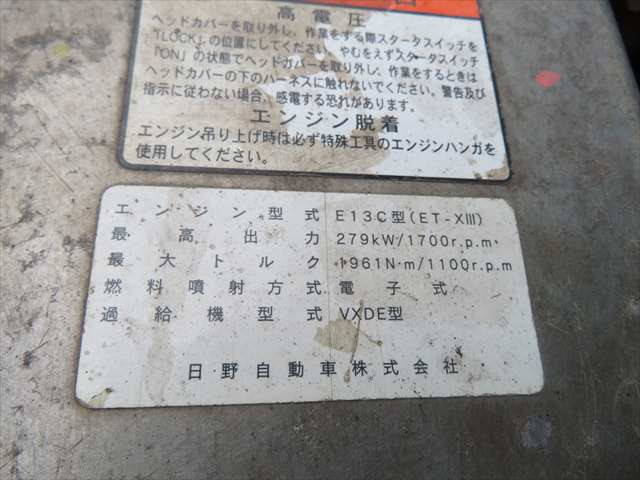 高電圧
ヘッドカバーを取り外し、作業をする際スタータスイッチを
「LOCK」の位置にしてください。やむをえずスタータスイッチ
「ON」の状態でヘッドカバーを取り外し、作業をするときは
ヘッドカバーの下のハーネスに触れないでください。警告及び
指示に従わない場合、感電する恐れがあります。
エンジン脱着
エンジン吊り上げ時は必ず特殊工具のエンジンハンガを
使用してください。
エンジン型式 E13C型(ET-XIII)
最高出力 279kW/1700r.p.m.
最大トルク 1961N·m/1100r.p.m
燃料噴射方式 電子式
過給機型式 VXDE型
日野自動車株式会社